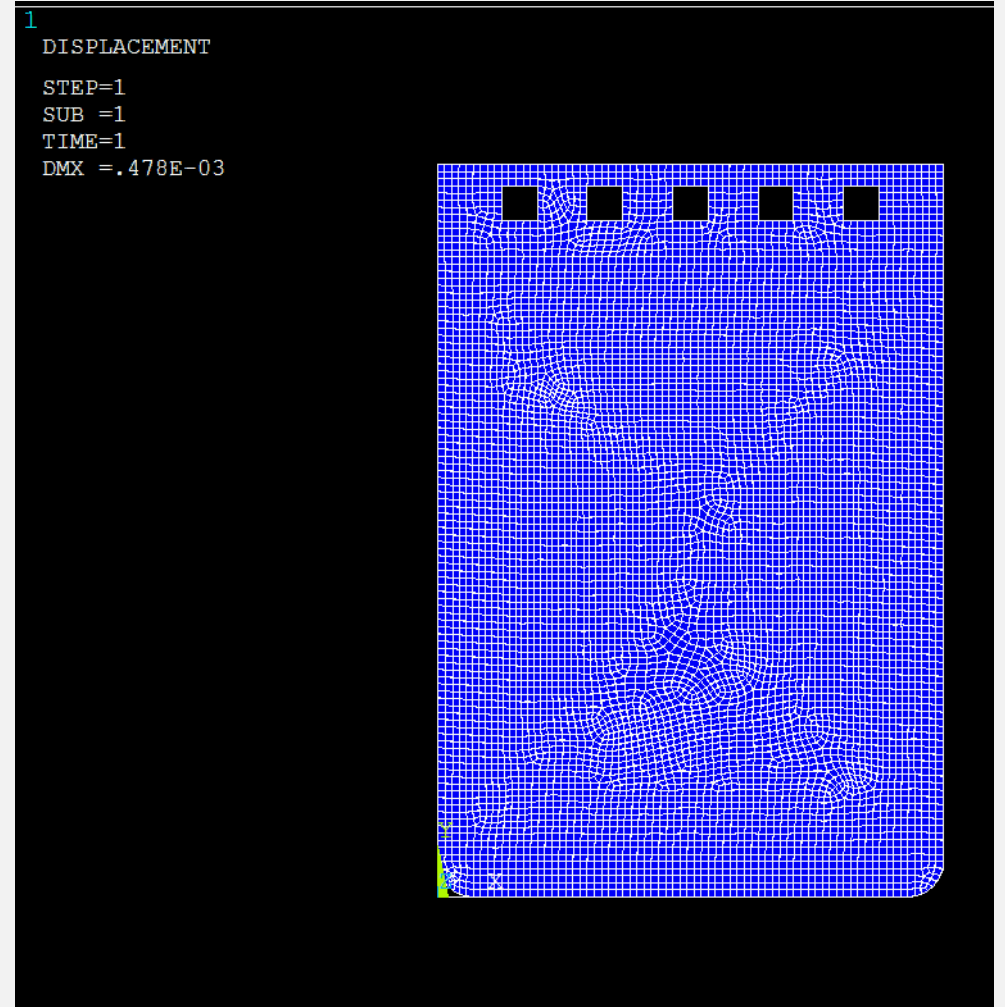 1
DISPLACEMENT
STEP=1
SUB =1
TIME=1
DMX =.478E-03
Y
Z X